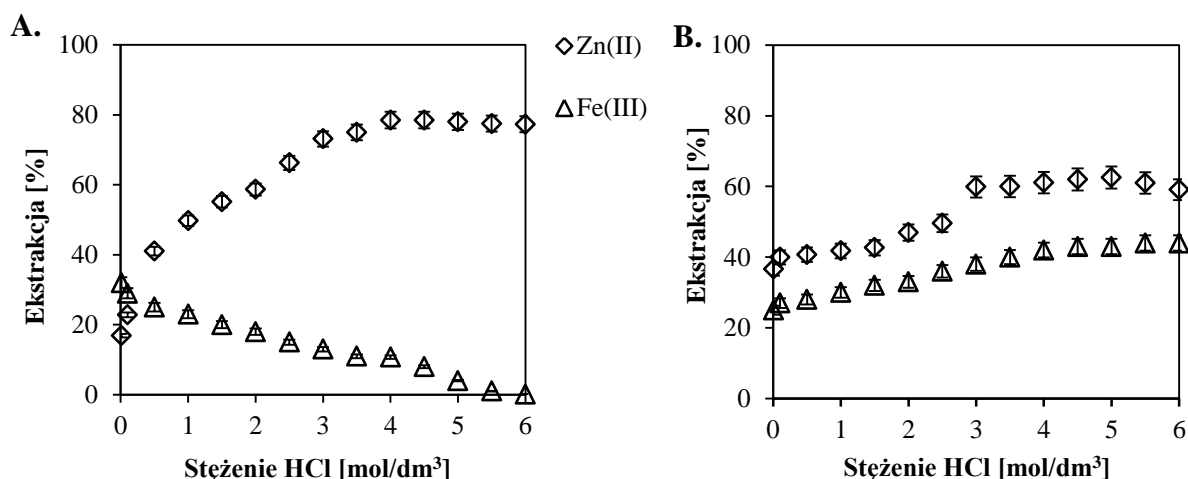 A.
100
80
60
40
20
0
Ekstrakcja [%]
0 1 2 3 4 5 6
Stężenie HCl [mol/dm³]
Zn(II)
Fe(III)
B.
100
80
60
40
20
0
Ekstrakcja [%]
0 1 2 3 4 5 6
Stężenie HCl [mol/dm³]